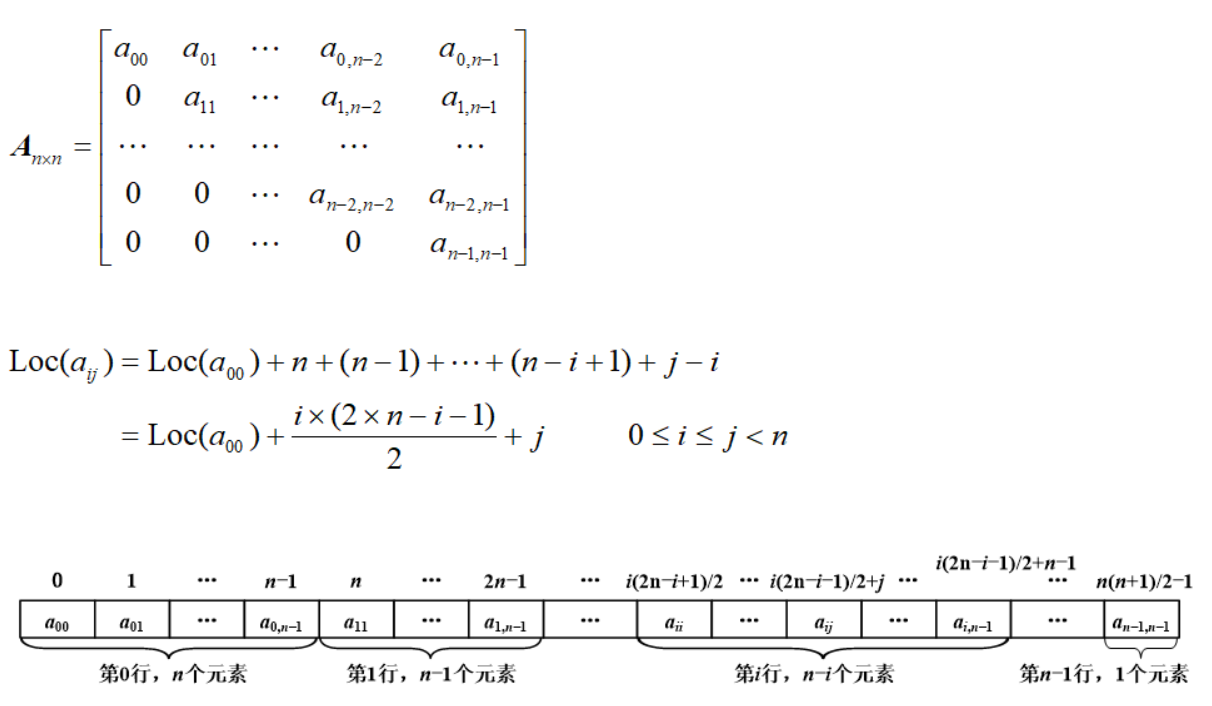 a₀₀ a₀₁ ⋯ a₀,ₙ₋₂ a₀,ₙ₋₁
0 a₁₁ ⋯ a₁,ₙ₋₂ a₁,ₙ₋₁
Aₙ×ₙ = ⋯ ⋯ ⋯ ⋯ ⋯
0 0 ⋯ aₙ₋₂,ₙ₋₂ aₙ₋₂,ₙ₋₁
0 0 ⋯ 0 aₙ₋₁,ₙ₋₁
Loc(aᵢⱼ) = Loc(a₀₀) + n + (n−1) + ⋯ + (n−i+1) + j−i
= Loc(a₀₀) + i×(2×n−i−1)/2 + j 0 ≤ i ≤ j < n
i(2n−i−1)/2+n−1
0 1 ⋯ n−1 n ⋯ 2n−1 ⋯ i(2n−i+1)/2 ⋯ i(2n−i−1)/2+j ⋯ ⋯ n(n+1)/2−1
a₀₀ a₀₁ ⋯ a₀,ₙ₋₁ a₁₁ ⋯ a₁,ₙ₋₁ ⋯ aᵢᵢ ⋯ aᵢⱼ ⋯ aᵢ,ₙ₋₁ ⋯ aₙ₋₁,ₙ₋₁
第0行，n个元素 第1行，n−1个元素 第i行，n−i个元素 第n−1行，1个元素